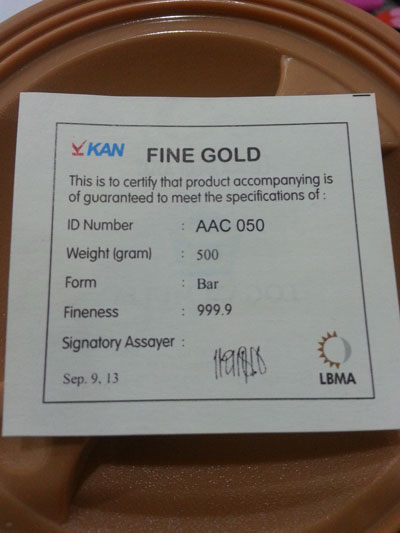 KAN FINE GOLD
This is to certify that product accompanying is
of guaranteed to meet the specifications of :
ID Number : AAC 050
Weight (gram) : 500
Form : Bar
Fineness : 999.9
Signatory Assayer :
Sep. 9, 13
LBMA